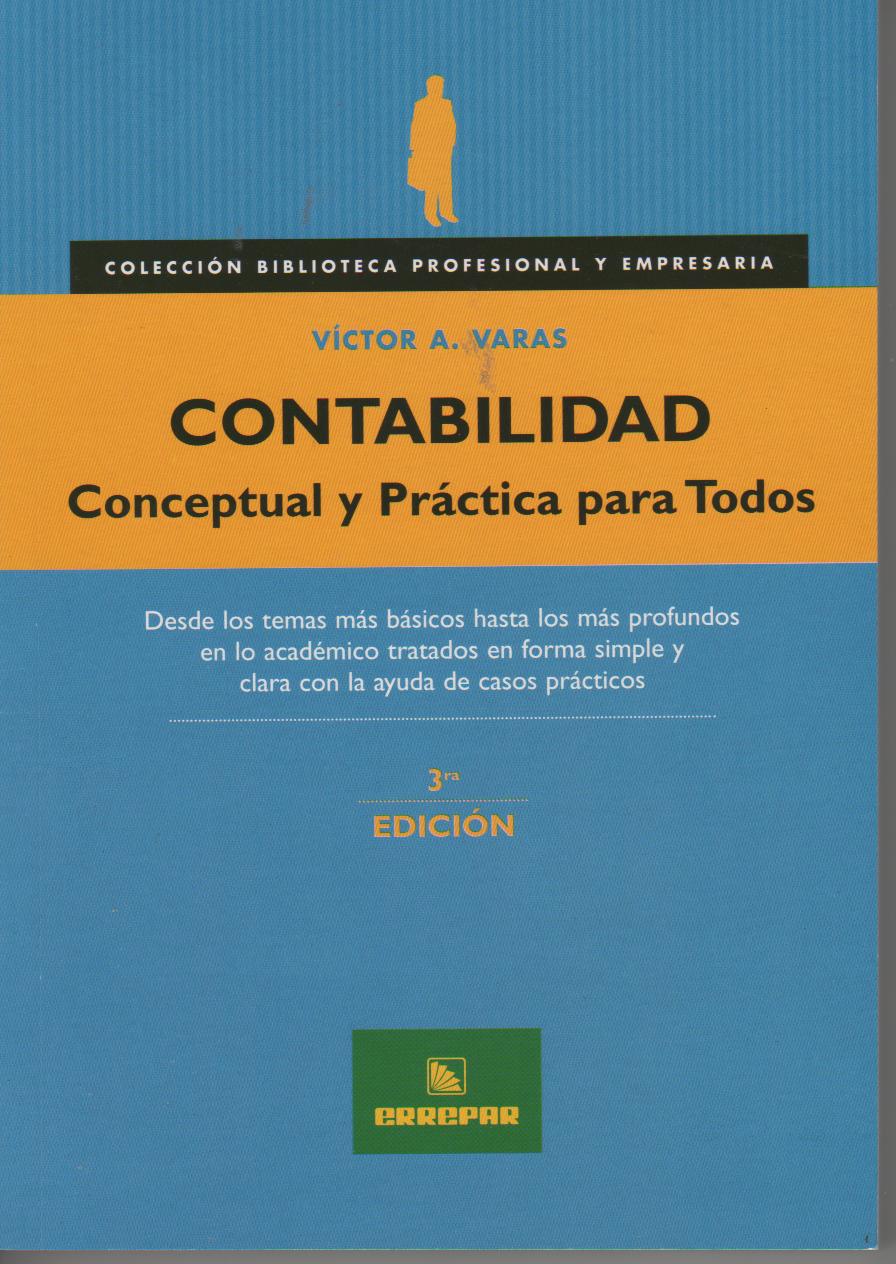 COLECCIÓN BIBLIOTECA PROFESIONAL Y EMPRESARIA
VÍCTOR A. VARAS
CONTABILIDAD
Conceptual y Práctica para Todos
Desde los temas más básicos hasta los más profundos
en lo académico tratados en forma simple y
clara con la ayuda de casos prácticos
3ra
EDICIÓN
ERREPAR